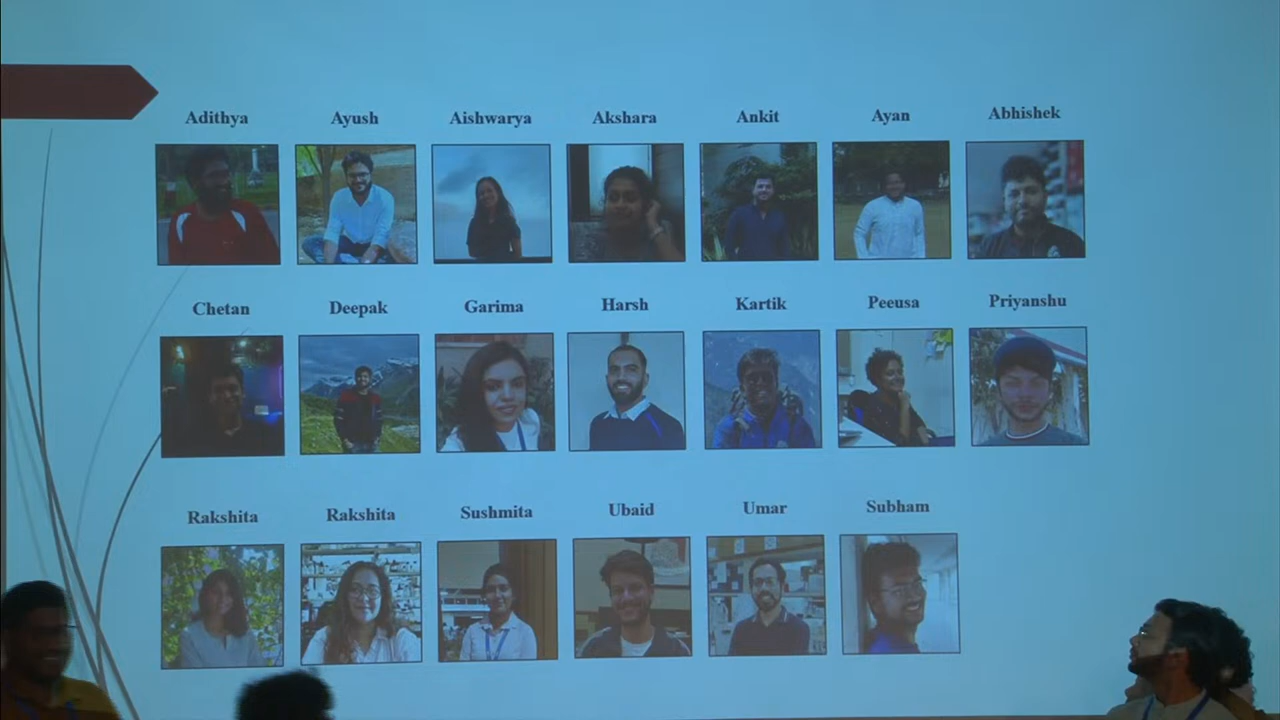 Adithya Ayush Aishwarya Akshara Ankit Ayan Abhishek
Chetan Deepak Garima Harsh Kartik Peeusa Priyanshu
Rakshita Rakshita Sushmita Ubaid Umar Subham